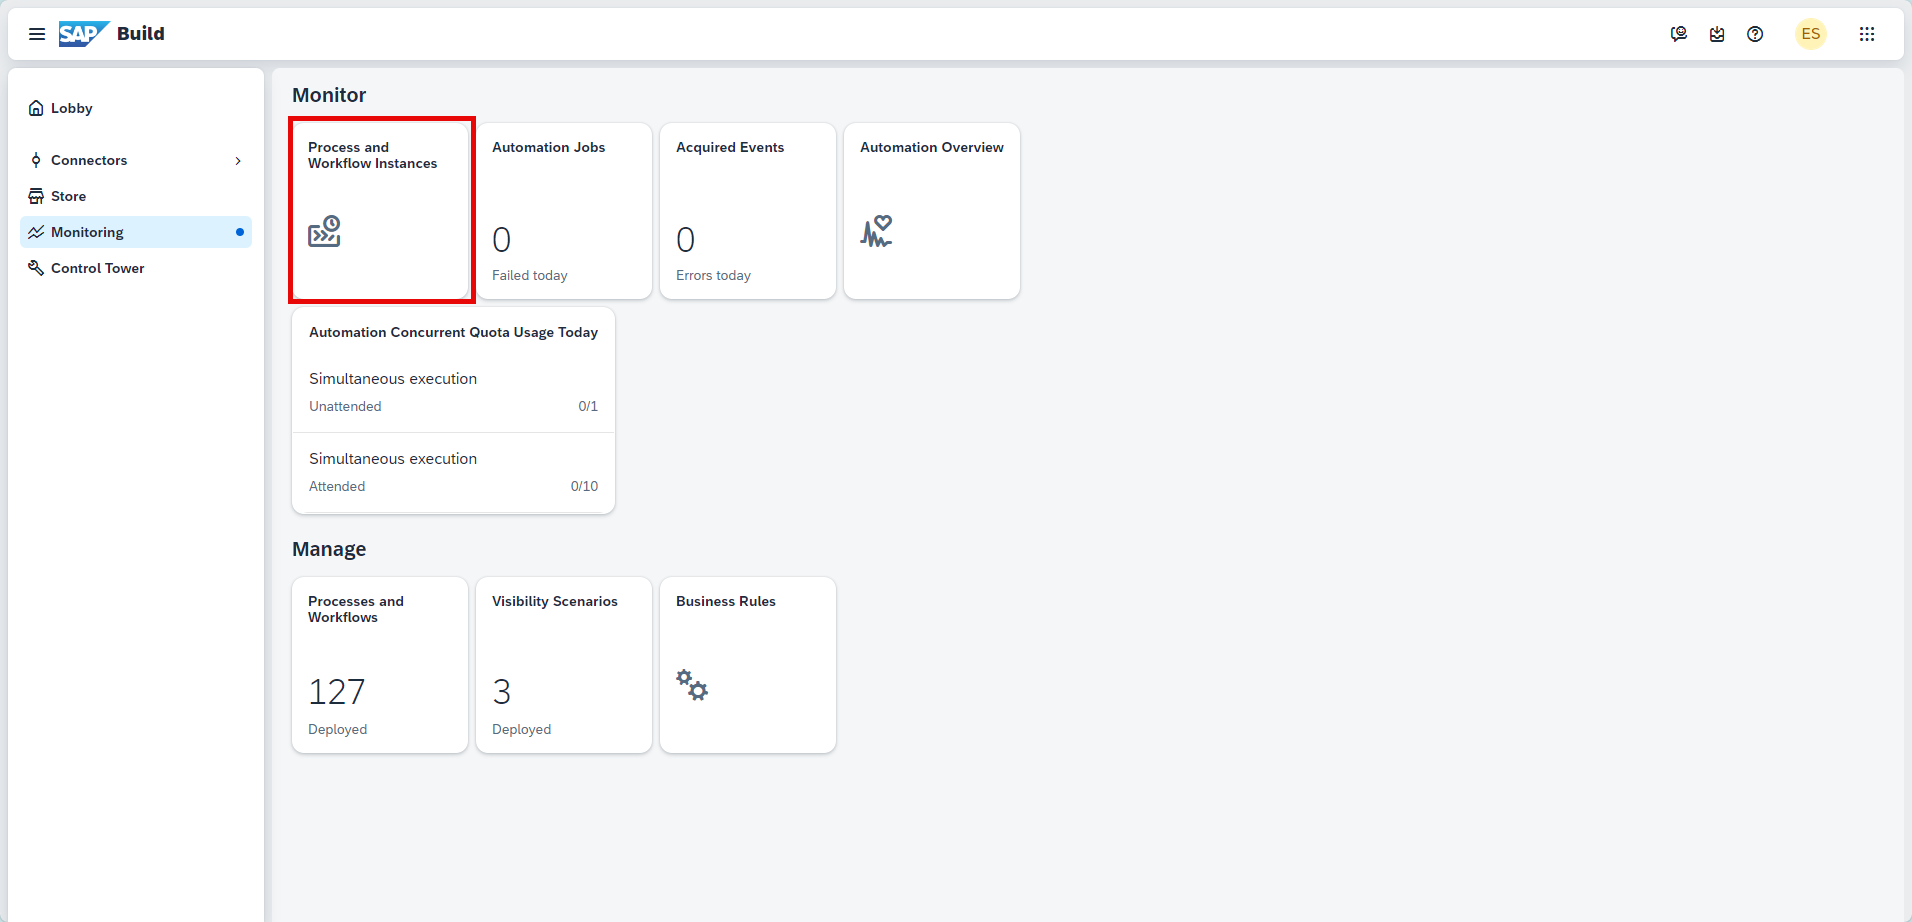 SAP Build
ES
Lobby
Connectors
Store
Monitoring
Control Tower
Monitor
Process and
Workflow Instances
Automation Jobs
0
Failed today
Acquired Events
0
Errors today
Automation Overview
Automation Concurrent Quota Usage Today
Simultaneous execution
Unattended 0/1
Simultaneous execution
Attended 0/10
Manage
Processes and
Workflows
127
Deployed
Visibility Scenarios
3
Deployed
Business Rules